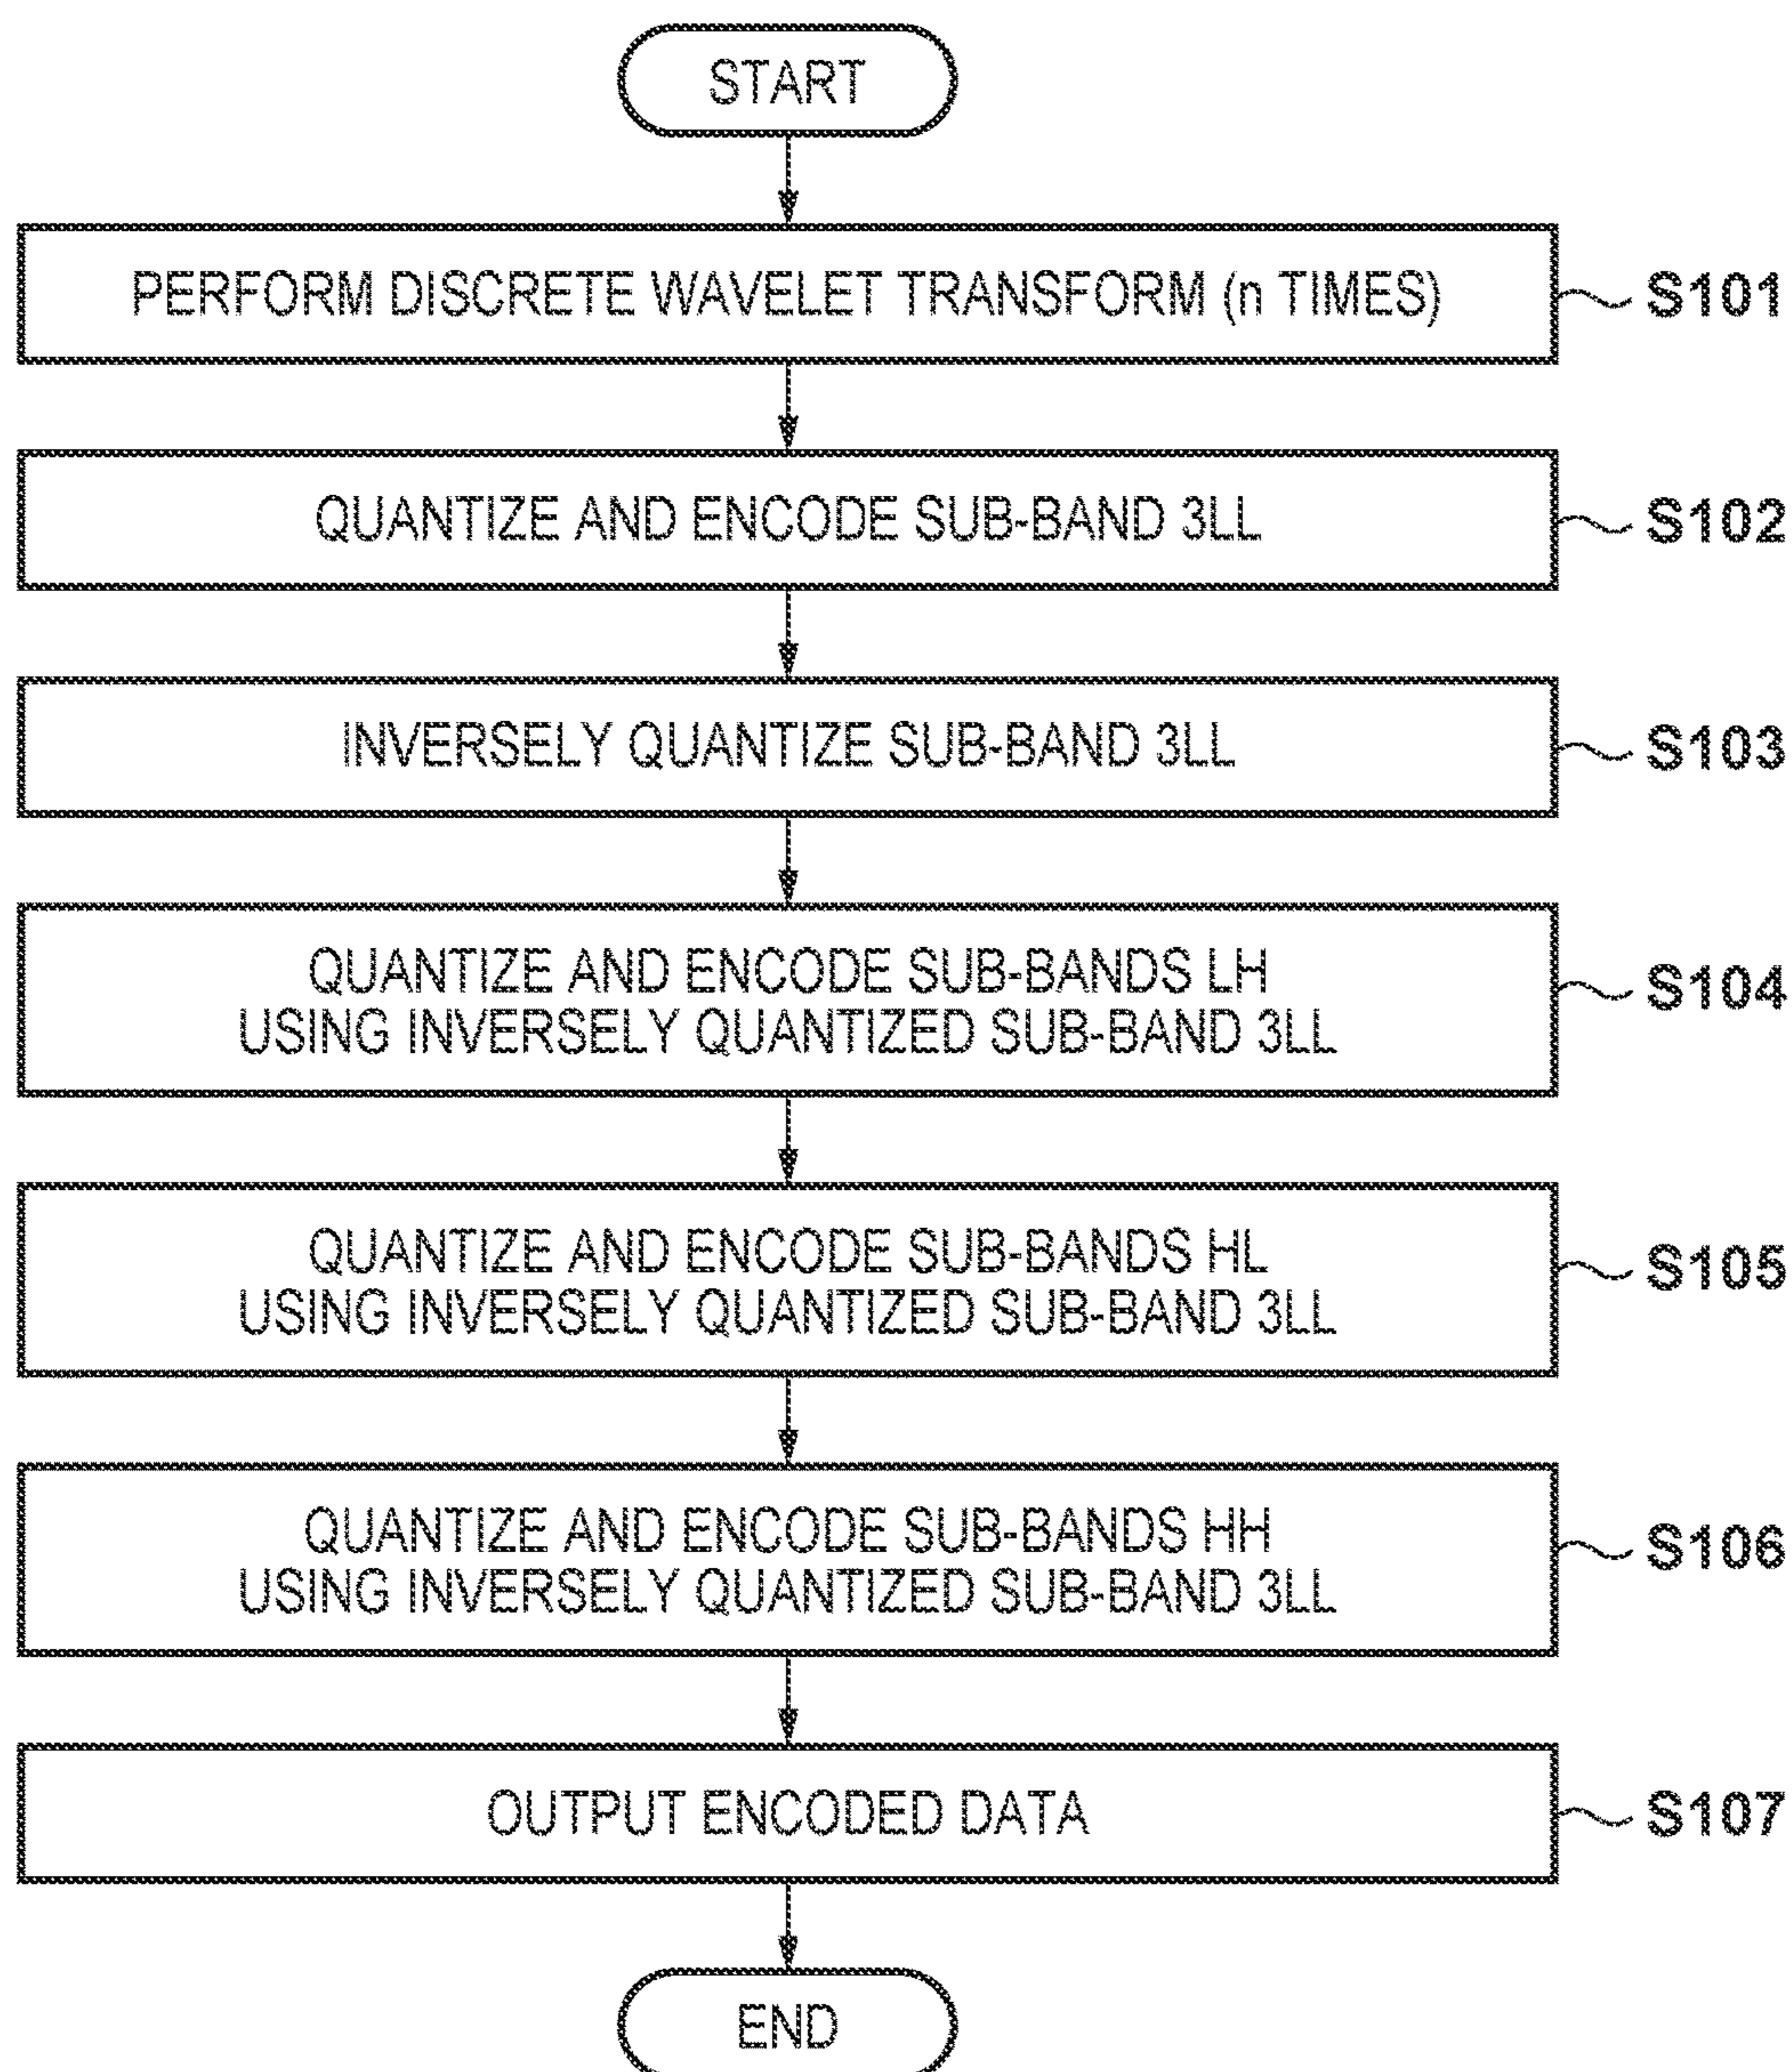 START
PERFORM DISCRETE WAVELET TRANSFORM (n TIMES)
S101
QUANTIZE AND ENCODE SUB-BAND 3LL
S102
INVERSELY QUANTIZE SUB-BAND 3LL
S103
QUANTIZE AND ENCODE SUB-BANDS LH
USING INVERSELY QUANTIZED SUB-BAND 3LL
S104
QUANTIZE AND ENCODE SUB-BANDS HL
USING INVERSELY QUANTIZED SUB-BAND 3LL
S105
QUANTIZE AND ENCODE SUB-BANDS HH
USING INVERSELY QUANTIZED SUB-BAND 3LL
S106
OUTPUT ENCODED DATA
S107
END